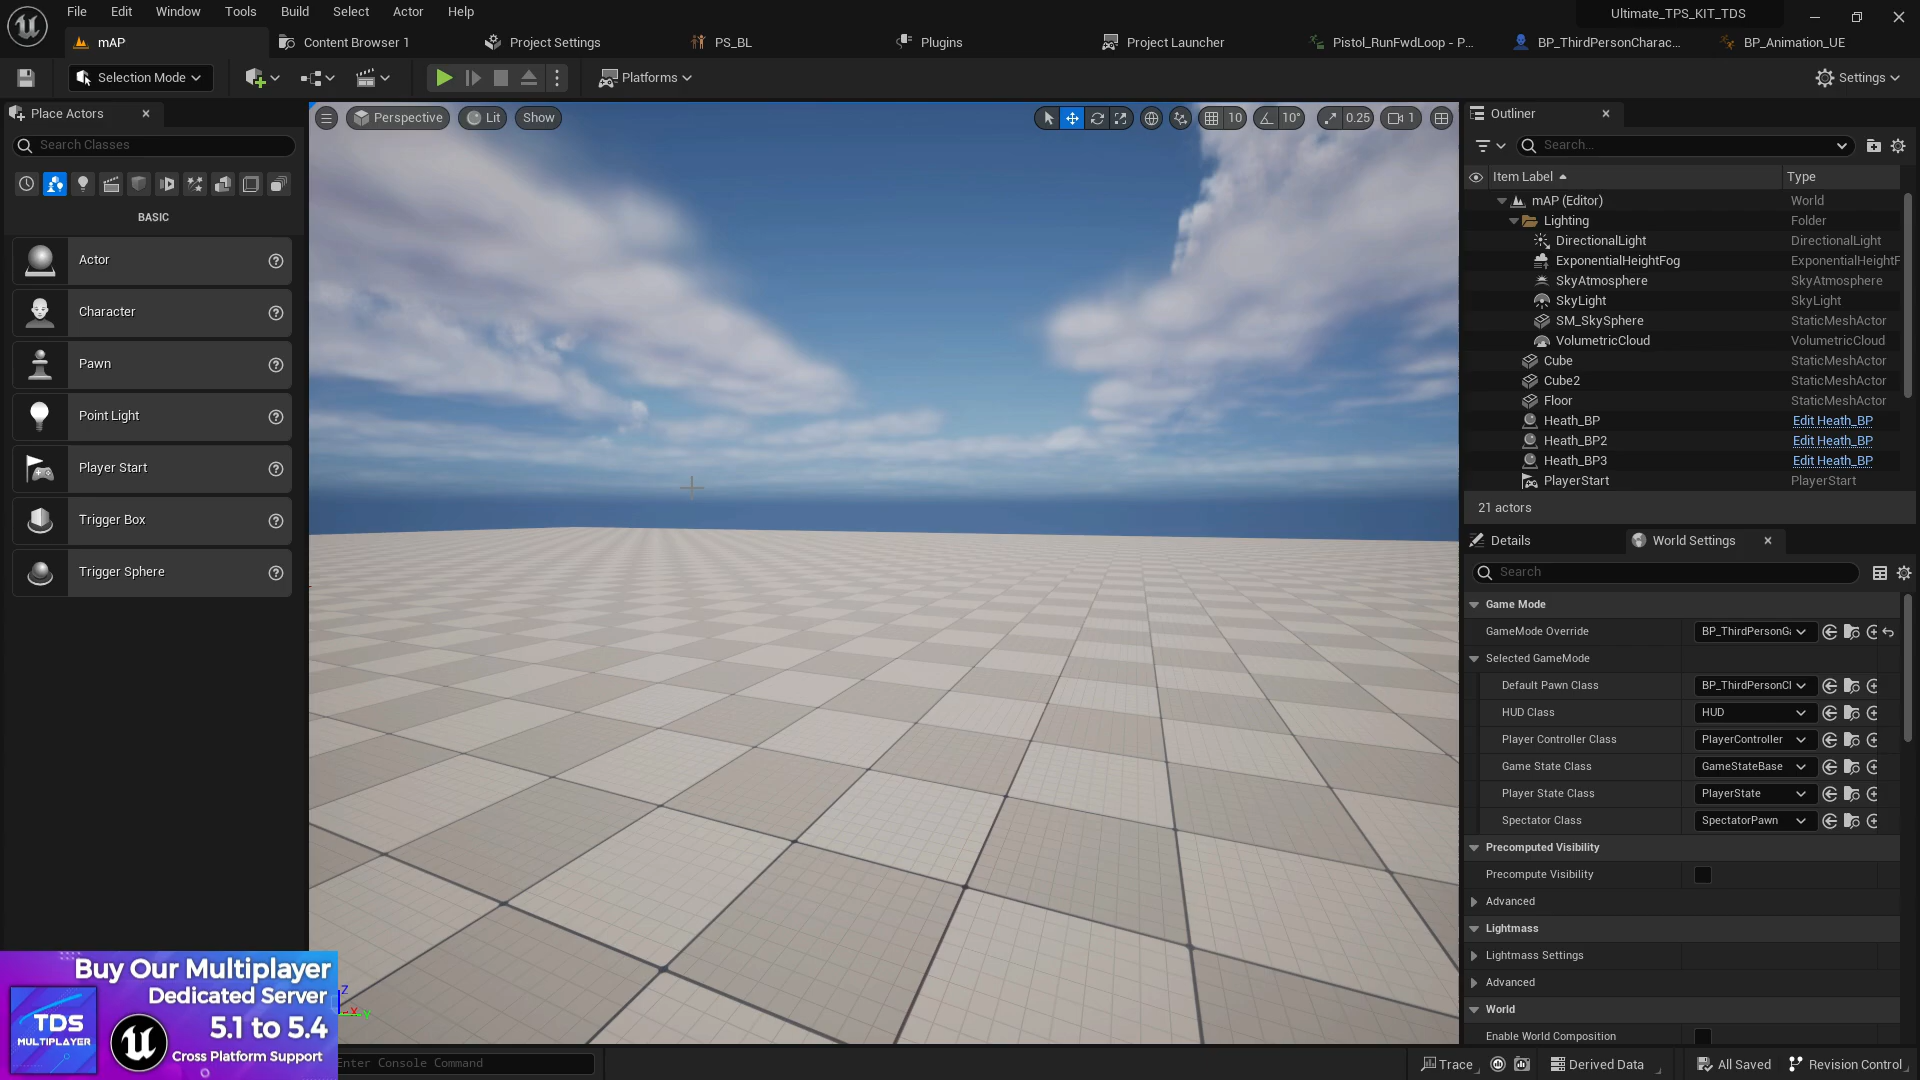 File Edit Window Tools Build Select Actor Help
Ultimate_TPS_KIT_TDS
mAP
Content Browser 1
Project Settings
PS_BL
Plugins
Project Launcher
Pistol_RunFwdLoop - P...
BP_ThirdPersonCharac...
BP_Animation_UE
Selection Mode
Platforms
Settings
Place Actors
Search Classes
BASIC
Actor
Character
Pawn
Point Light
Player Start
Trigger Box
Trigger Sphere
Perspective
Lit
Show
10
10°
0.25
1
Outliner
Search...
Item Label Type
mAP (Editor) World
Lighting Folder
DirectionalLight DirectionalLight
ExponentialHeightFog ExponentialHeightF
SkyAtmosphere SkyAtmosphere
SkyLight SkyLight
SM_SkySphere StaticMeshActor
VolumetricCloud VolumetricCloud
Cube StaticMeshActor
Cube2 StaticMeshActor
Floor StaticMeshActor
Heath_BP Edit Heath_BP
Heath_BP2 Edit Heath_BP
Heath_BP3 Edit Heath_BP
PlayerStart PlayerStart
21 actors
Details
World Settings
Search
Game Mode
GameMode Override BP_ThirdPersonGa
Selected GameMode
Default Pawn Class BP_ThirdPersonCl
HUD Class HUD
Player Controller Class PlayerController
Game State Class GameStateBase
Player State Class PlayerState
Spectator Class SpectatorPawn
Precomputed Visibility
Precompute Visibility
Advanced
Lightmass
Lightmass Settings
Advanced
World
Enable World Composition
Buy Our Multiplayer
Dedicated Server
5.1 to 5.4
Cross Platform Support
TDS
MULTIPLAYER
Z
X
Y
Enter Console Command
Trace
Derived Data
All Saved
Revision Control